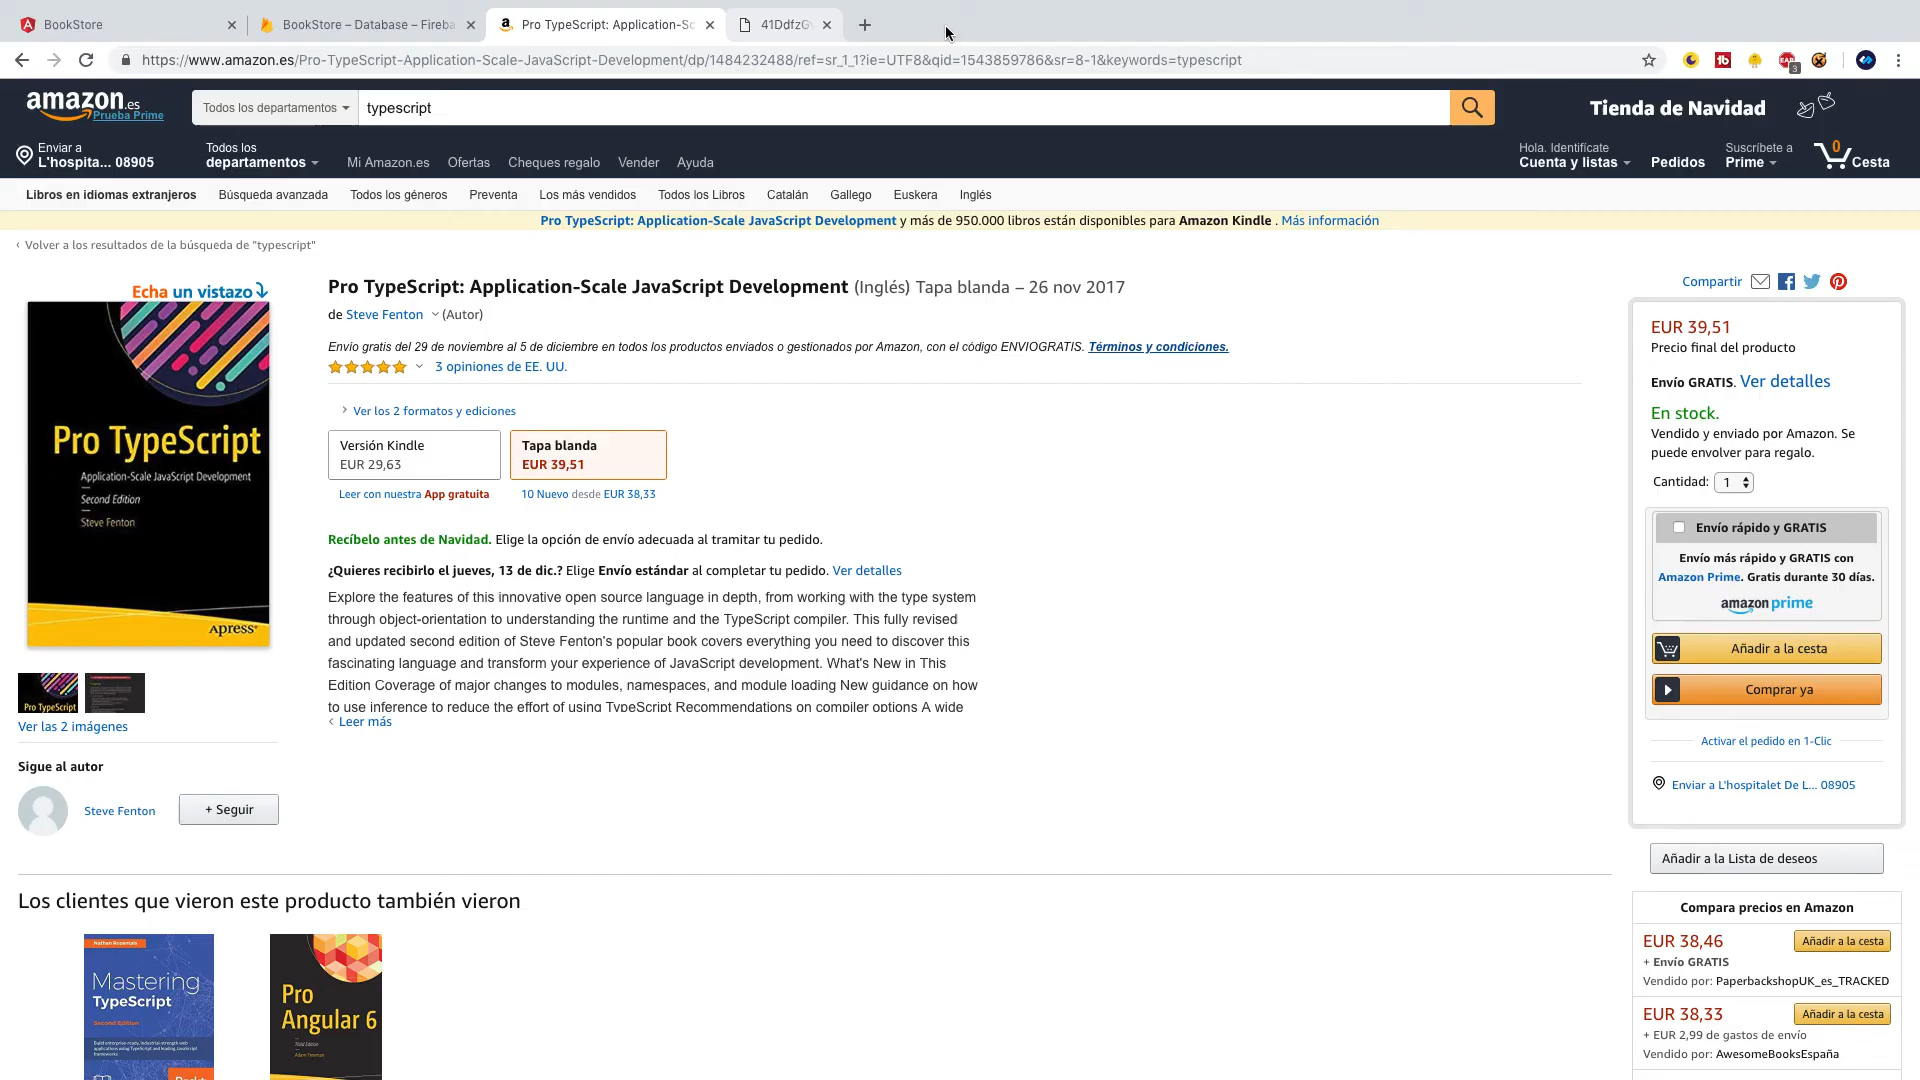 BookStore
BookStore – Database – Fireba
Pro TypeScript: Application-Sc
41DdfzG
https://www.amazon.es/Pro-TypeScript-Application-Scale-JavaScript-Development/dp/1484232488/ref=sr_1_1?ie=UTF8&qid=1543859786&sr=8-1&keywords=typescript
3
amazon.es
Prueba Prime
Todos los departamentos
typescript
Tienda de Navidad
Enviar a
L'hospita... 08905
Todos los
departamentos
Mi Amazon.es
Ofertas
Cheques regalo
Vender
Ayuda
Hola. Identifícate
Cuenta y listas
Pedidos
Suscríbete a
Prime
0
Cesta
Libros en idiomas extranjeros
Búsqueda avanzada
Todos los géneros
Preventa
Los más vendidos
Todos los Libros
Catalán
Gallego
Euskera
Inglés
Pro TypeScript: Application-Scale JavaScript Development y más de 950.000 libros están disponibles para Amazon Kindle . Más información
‹ Volver a los resultados de la búsqueda de "typescript"
Echa un vistazo
Pro TypeScript
Application-Scale JavaScript Development
Second Edition
Steve Fenton
Apress
Pro TypeScript
Ver las 2 imágenes
Sigue al autor
Steve Fenton
+ Seguir
Pro TypeScript: Application-Scale JavaScript Development (Inglés) Tapa blanda – 26 nov 2017
de Steve Fenton (Autor)
Envío gratis del 29 de noviembre al 5 de diciembre en todos los productos enviados o gestionados por Amazon, con el código ENVIOGRATIS. Términos y condiciones.
3 opiniones de EE. UU.
Ver los 2 formatos y ediciones
Versión Kindle
EUR 29,63
Tapa blanda
EUR 39,51
Leer con nuestra App gratuita
10 Nuevo desde EUR 38,33
Recíbelo antes de Navidad. Elige la opción de envío adecuada al tramitar tu pedido.
¿Quieres recibirlo el jueves, 13 de dic.? Elige Envío estándar al completar tu pedido. Ver detalles
Explore the features of this innovative open source language in depth, from working with the type system
through object-orientation to understanding the runtime and the TypeScript compiler. This fully revised
and updated second edition of Steve Fenton's popular book covers everything you need to discover this
fascinating language and transform your experience of JavaScript development. What's New in This
Edition Coverage of major changes to modules, namespaces, and module loading New guidance on how
to use inference to reduce the effort of using TypeScript Recommendations on compiler options A wide
‹ Leer más
Compartir
EUR 39,51
Precio final del producto
Envío GRATIS. Ver detalles
En stock.
Vendido y enviado por Amazon. Se
puede envolver para regalo.
Cantidad: 1
Envío rápido y GRATIS
Envío más rápido y GRATIS con
Amazon Prime. Gratis durante 30 días.
amazon prime
Añadir a la cesta
Comprar ya
Activar el pedido en 1-Clic
Enviar a L'hospitalet De L... 08905
Añadir a la Lista de deseos
Compara precios en Amazon
EUR 38,46
Añadir a la cesta
+ Envío GRATIS
Vendido por: PaperbackshopUK_es_TRACKED
EUR 38,33
Añadir a la cesta
+ EUR 2,99 de gastos de envío
Vendido por: AwesomeBooksEspaña
Los clientes que vieron este producto también vieron
Nathan Rozentals
Mastering
TypeScript
Second Edition
Build enterprise-ready, industrial-strength web
applications using TypeScript and leading JavaScript
frameworks
Pro
Angular 6
Third Edition
Adam Freeman